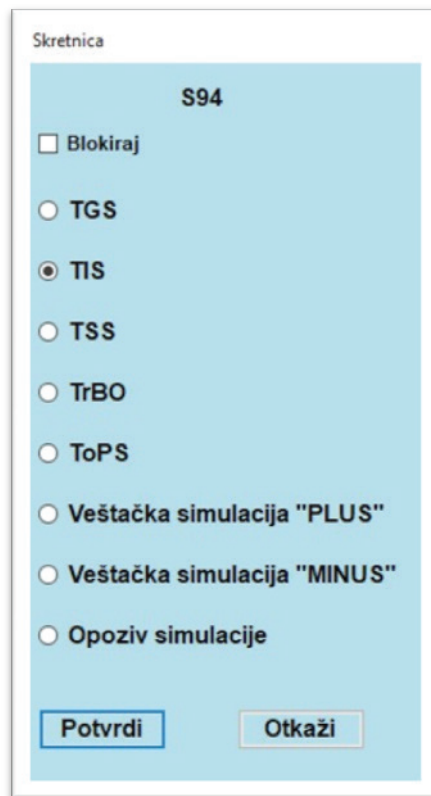 Skretnica
S94
Blokiraj
TGS
TIS
TSS
TrBO
ToPS
Veštačka simulacija "PLUS"
Veštačka simulacija "MINUS"
Opoziv simulacije
Potvrdi Otkaži